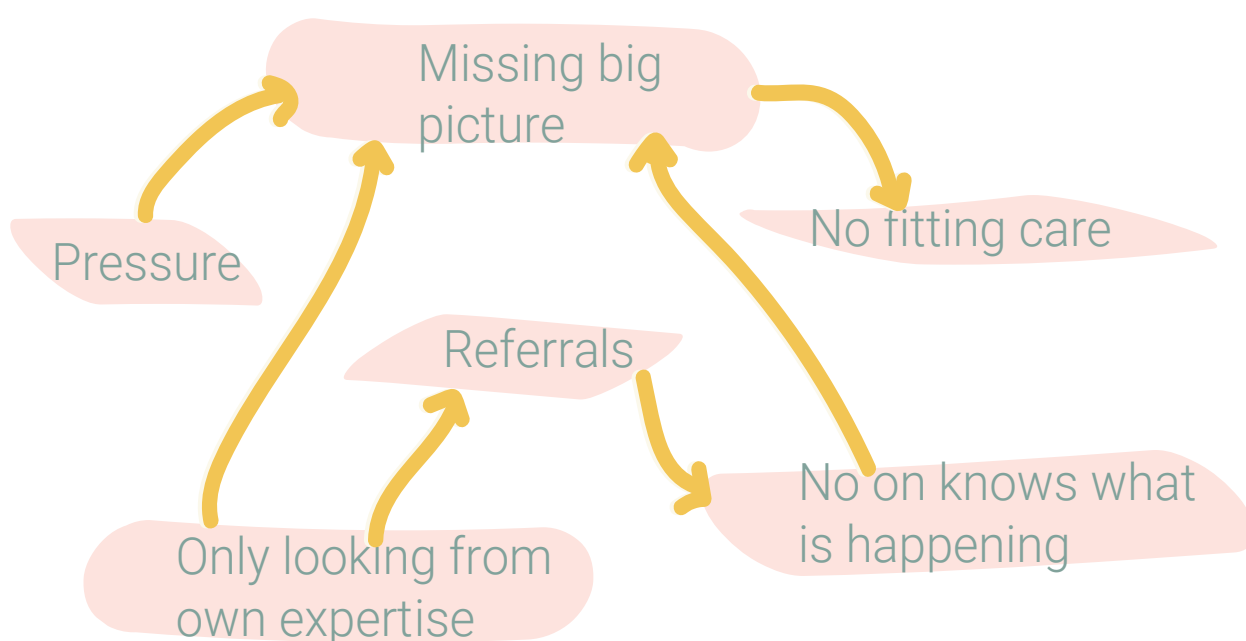 Missing big
picture
No fitting care
Pressure
Referrals
No on knows what
is happening
Only looking from
own expertise